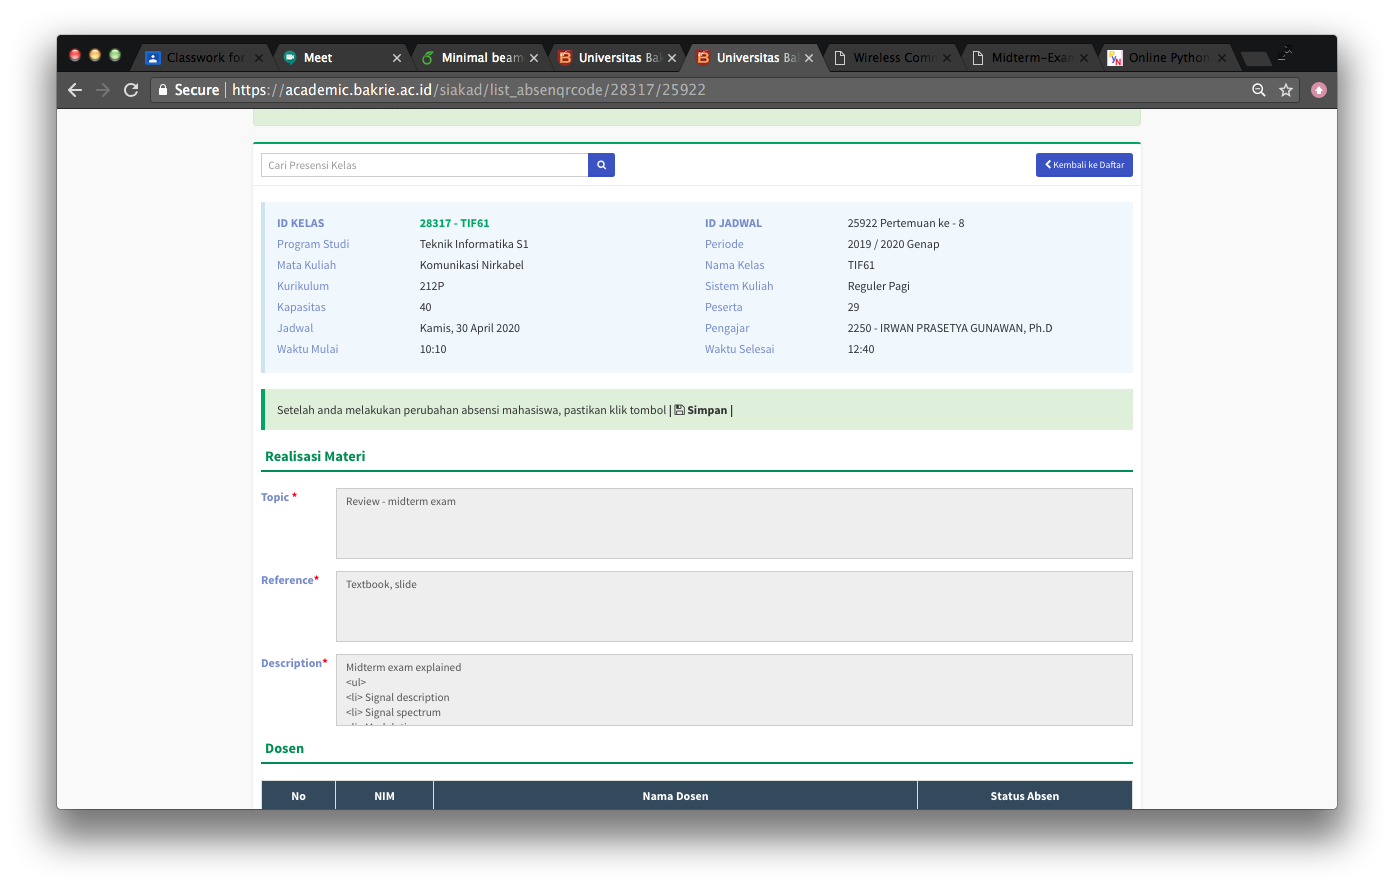 Classwork for
Meet
Minimal beam
Universitas Bak
Universitas Bak
Wireless Comm
Midterm-Exam
Online Python
Secure | https://academic.bakrie.ac.id/siakad/list_absenqrcode/28317/25922
Cari Presensi Kelas
Kembali ke Daftar
ID KELAS 28317 - TIF61 ID JADWAL 25922 Pertemuan ke - 8
Program Studi Teknik Informatika S1 Periode 2019 / 2020 Genap
Mata Kuliah Komunikasi Nirkabel Nama Kelas TIF61
Kurikulum 212P Sistem Kuliah Reguler Pagi
Kapasitas 40 Peserta 29
Jadwal Kamis, 30 April 2020 Pengajar 2250 - IRWAN PRASETYA GUNAWAN, Ph.D
Waktu Mulai 10:10 Waktu Selesai 12:40
Setelah anda melakukan perubahan absensi mahasiswa, pastikan klik tombol | Simpan |
Realisasi Materi
Topic * Review - midterm exam
Reference* Textbook, slide
Description* Midterm exam explained
<ul>
<li> Signal description
<li> Signal spectrum
Dosen
No NIM Nama Dosen Status Absen